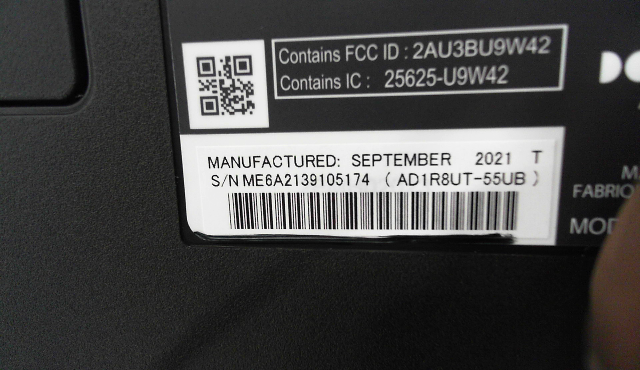 Contains FCC ID : 2AU3BU9W42
Contains IC : 25625-U9W42
MANUFACTURED: SEPTEMBER 2021 T
S/N ME6A2139105174 ( AD1R8UT-55UB )